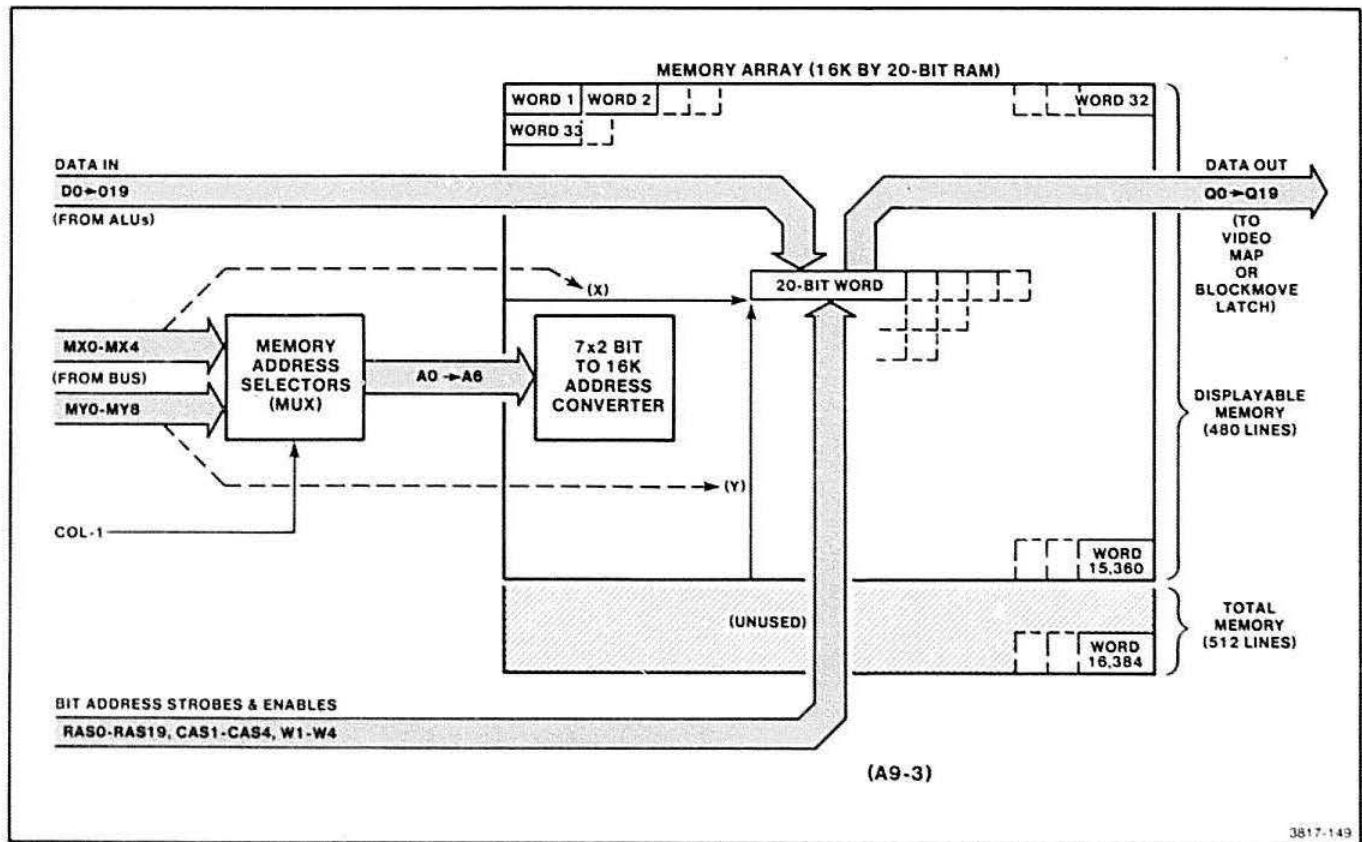 MEMORY ARRAY (16K BY 20-BIT RAM)
WORD 1 WORD 2 WORD 32
WORD 33
DATA IN
D0→019
(FROM ALUs)
DATA OUT
Q0→Q19
(TO
VIDEO
MAP
OR
BLOCKMOVE
LATCH)
20-BIT WORD
(X)
MX0-MX4
(FROM BUS)
MY0-MY8
MEMORY
ADDRESS
SELECTORS
(MUX)
A0→A6
7x2 BIT
TO 16K
ADDRESS
CONVERTER
DISPLAYABLE
MEMORY
(480 LINES)
(Y)
COL-1
WORD
15,360
(UNUSED)
TOTAL
MEMORY
(512 LINES)
WORD
16,384
BIT ADDRESS STROBES & ENABLES
RAS0-RAS19, CAS1-CAS4, W1-W4
(A9-3)
3817-149